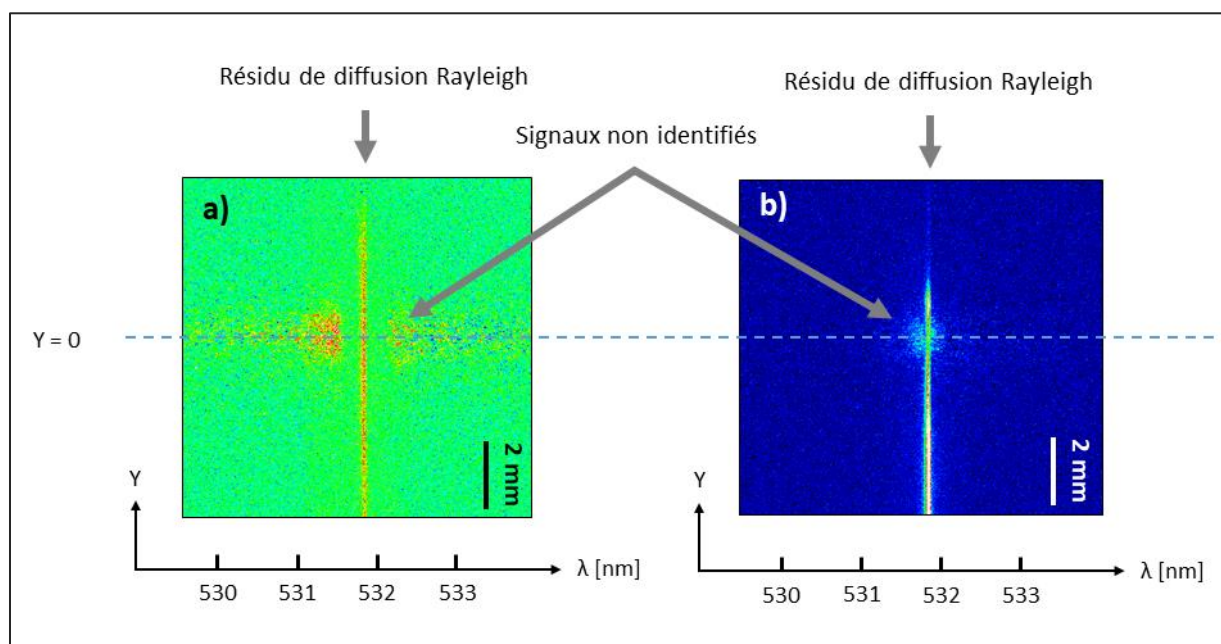 Résidu de diffusion Rayleigh
Résidu de diffusion Rayleigh
Signaux non identifiés
a)
b)
Y = 0
2 mm
2 mm
Y
Y
λ [nm]
λ [nm]
530 531 532 533
530 531 532 533